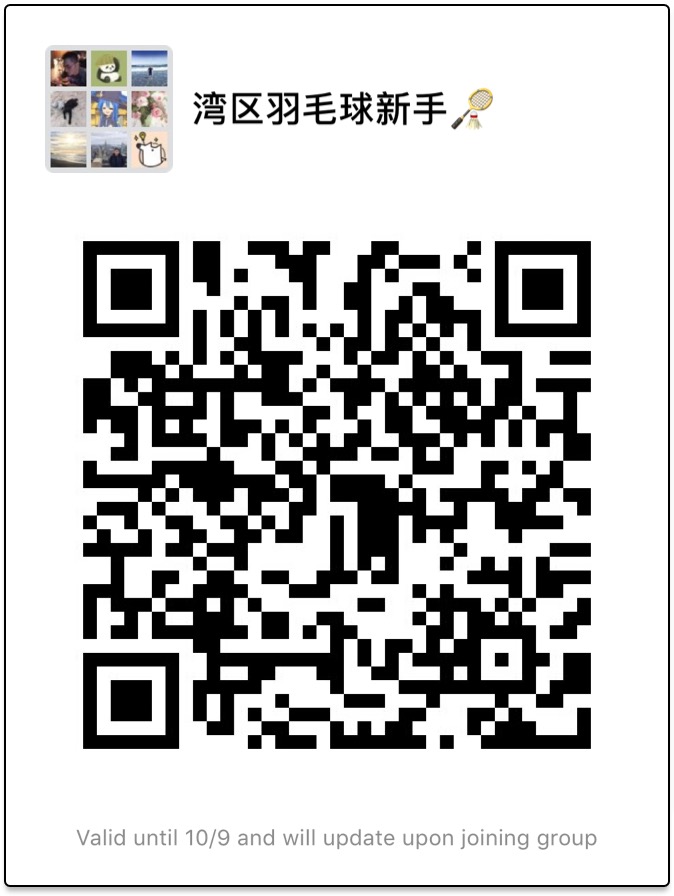 湾区羽毛球新手🏸
Valid until 10/9 and will update upon joining group